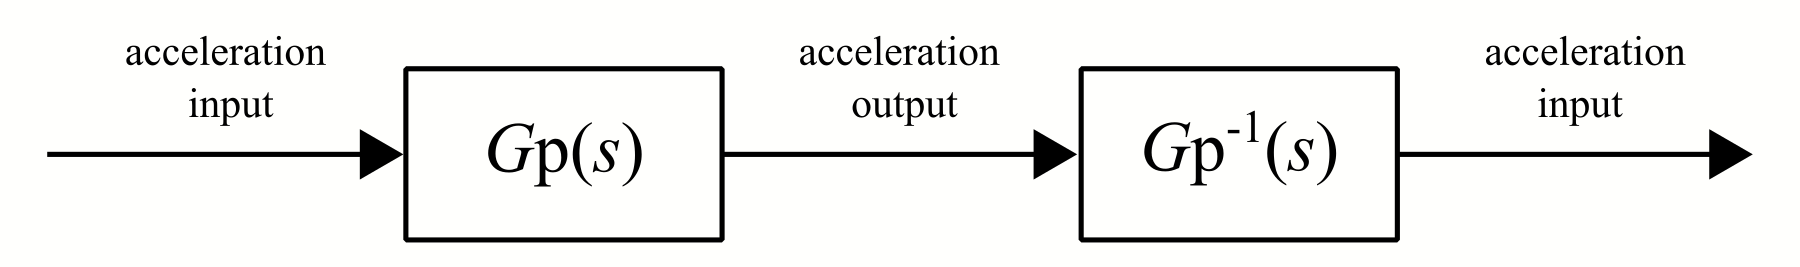 acceleration
input
Gp(s)
acceleration
output
Gp⁻¹(s)
acceleration
input